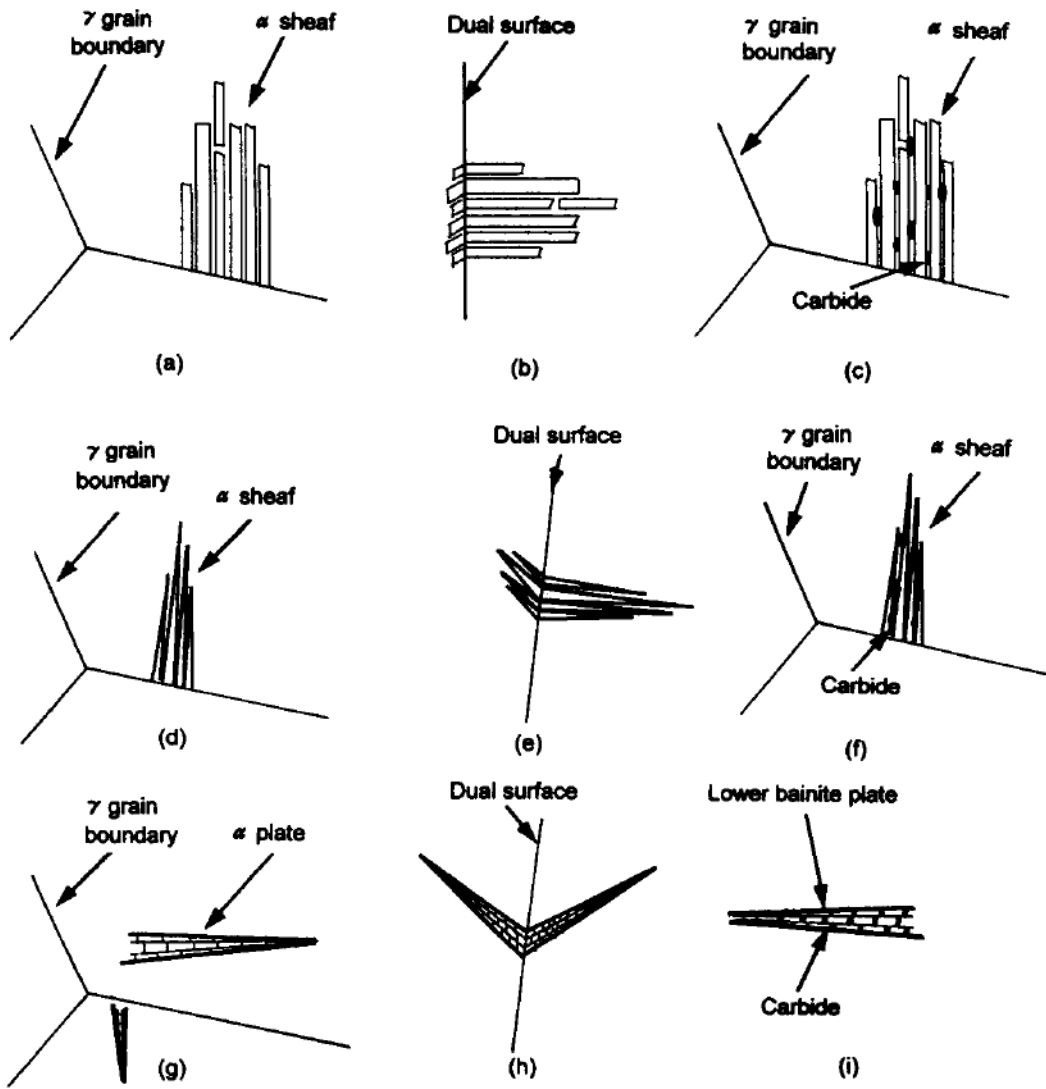 γ grain
boundary
α sheaf
(a)
Dual surface
(b)
γ grain
boundary
α sheaf
Carbide
(c)
γ grain
boundary
α sheaf
(d)
Dual surface
(e)
γ grain
boundary
α sheaf
Carbide
(f)
γ grain
boundary
α plate
(g)
Dual surface
(h)
Lower bainite plate
Carbide
(i)